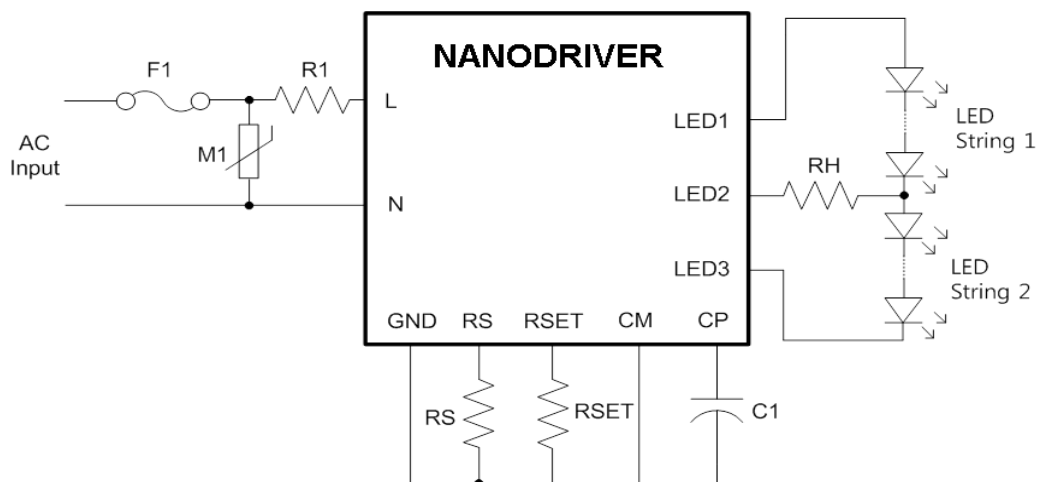 NANODRIVER
F1
R1
L
AC
Input
M1
N
LED1
LED
String 1
RH
LED2
LED3
LED
String 2
GND RS RSET CM CP
RS
RSET
C1